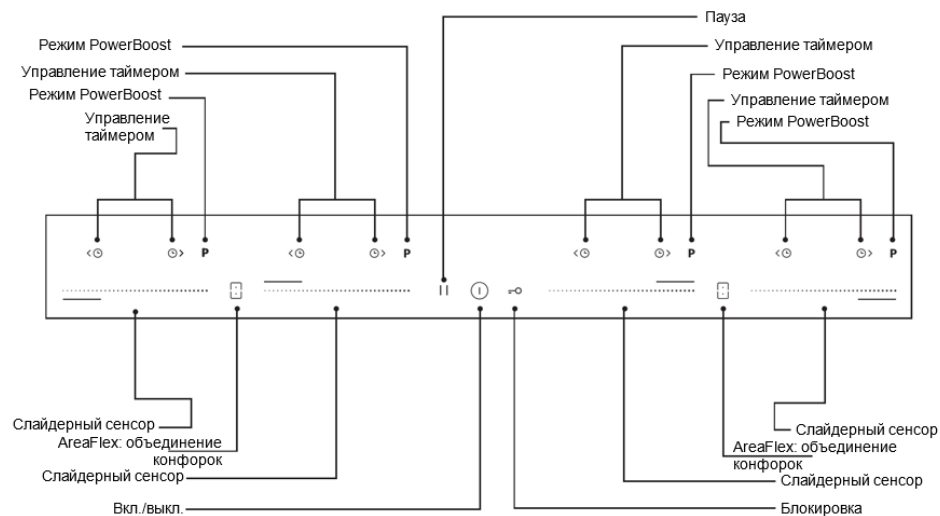 Пауза
Режим PowerBoost
Управление таймером
Управление таймером
Режим PowerBoost
Режим PowerBoost
Управление таймером
Управление
таймером
Режим PowerBoost
P
P
P
P
Слайдерный сенсор
Слайдерный сенсор
AreaFlex: объединение
конфорок
AreaFlex: объединение
конфорок
Слайдерный сенсор
Слайдерный сенсор
Вкл./выкл.
Блокировка